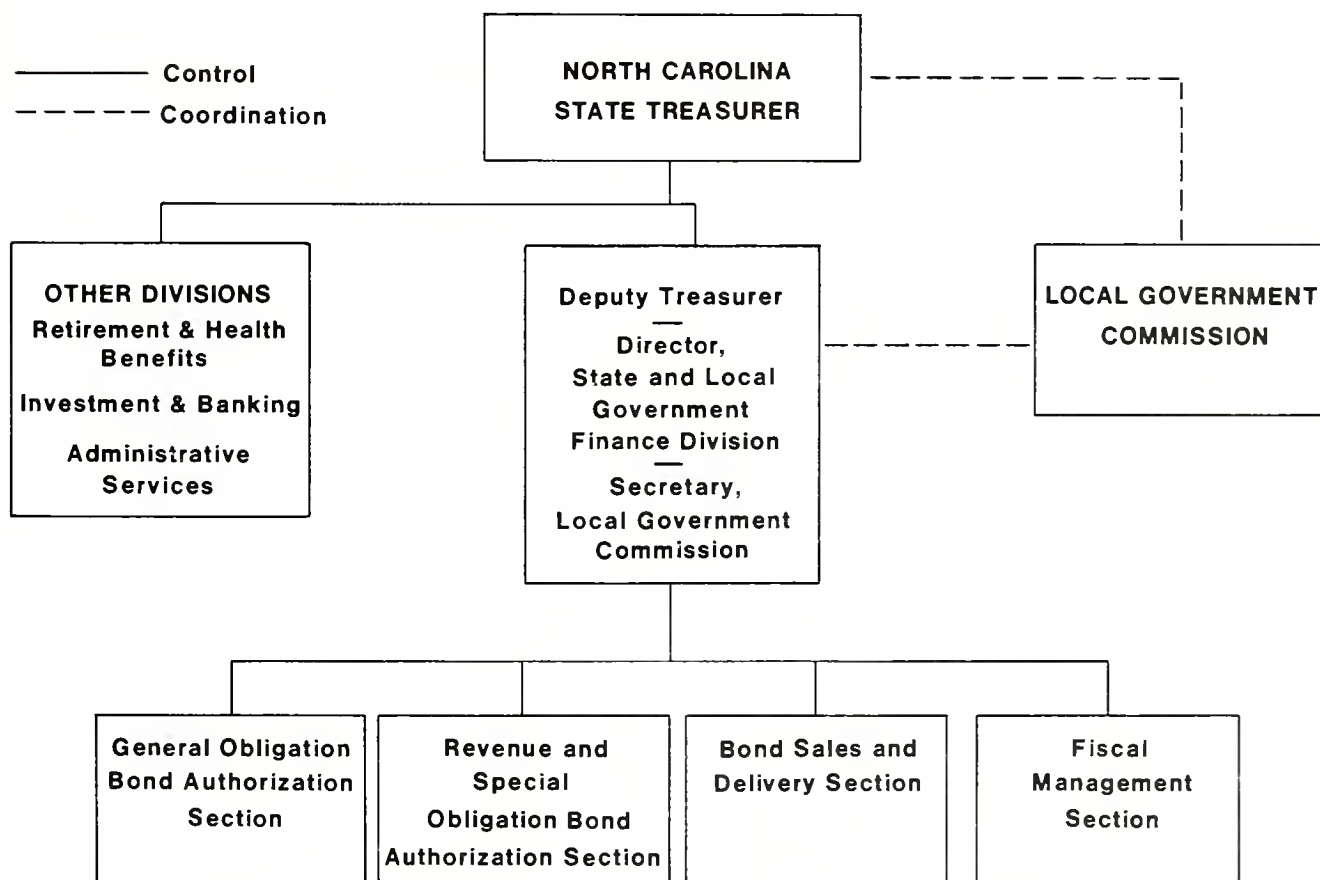 Control
Coordination
NORTH CAROLINA
STATE TREASURER
OTHER DIVISIONS
Retirement & Health
Benefits
Investment & Banking
Administrative
Services
Deputy Treasurer
Director,
State and Local
Government
Finance Division
Secretary,
Local Government
Commission
LOCAL GOVERNMENT
COMMISSION
General Obligation
Bond Authorization
Section
Revenue and
Special
Obligation Bond
Authorization Section
Bond Sales and
Delivery Section
Fiscal
Management
Section